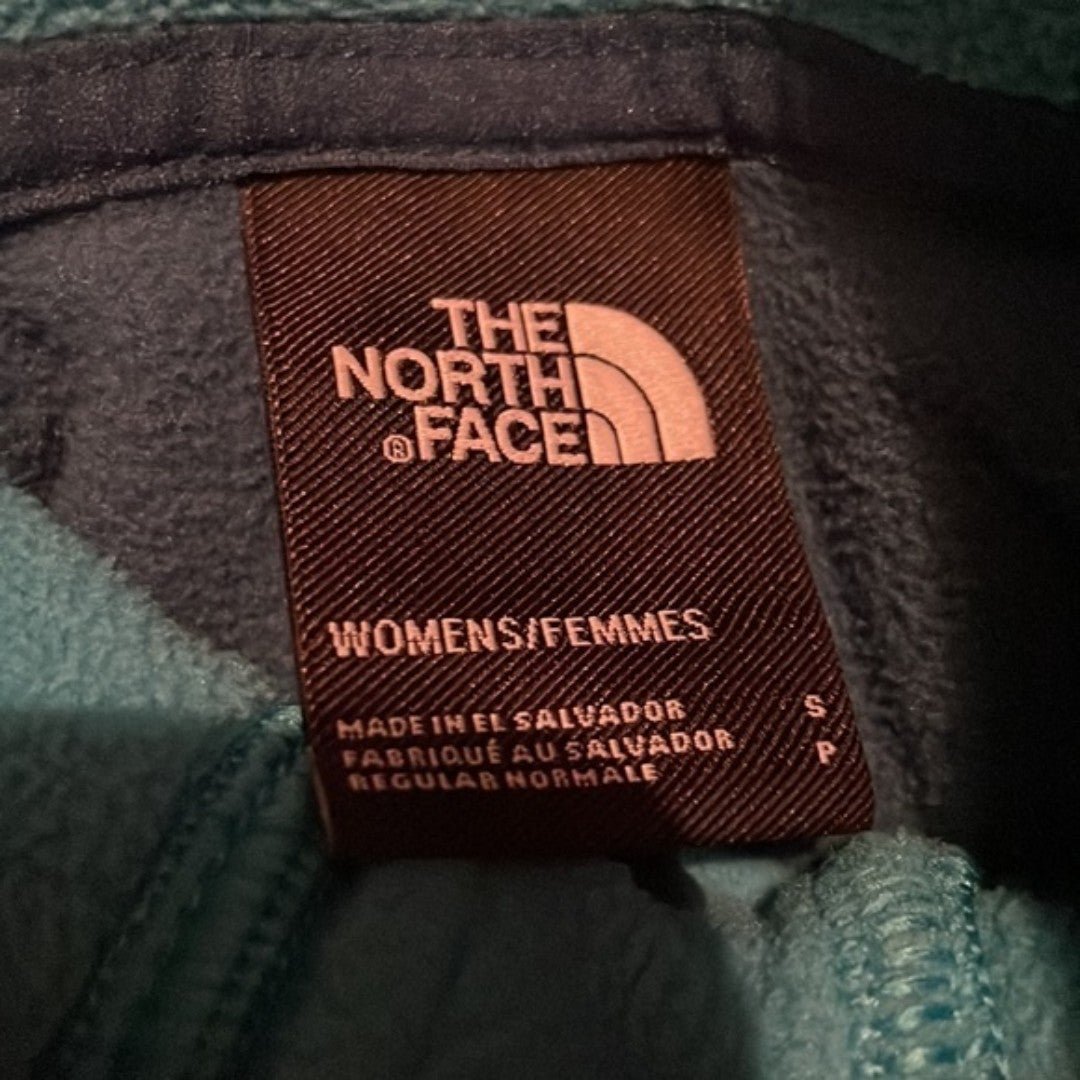 THE
NORTH
®FACE
WOMENS/FEMMES
MADE IN EL SALVADOR S
FABRIQUÉ AU SALVADOR P
REGULAR NORMALE